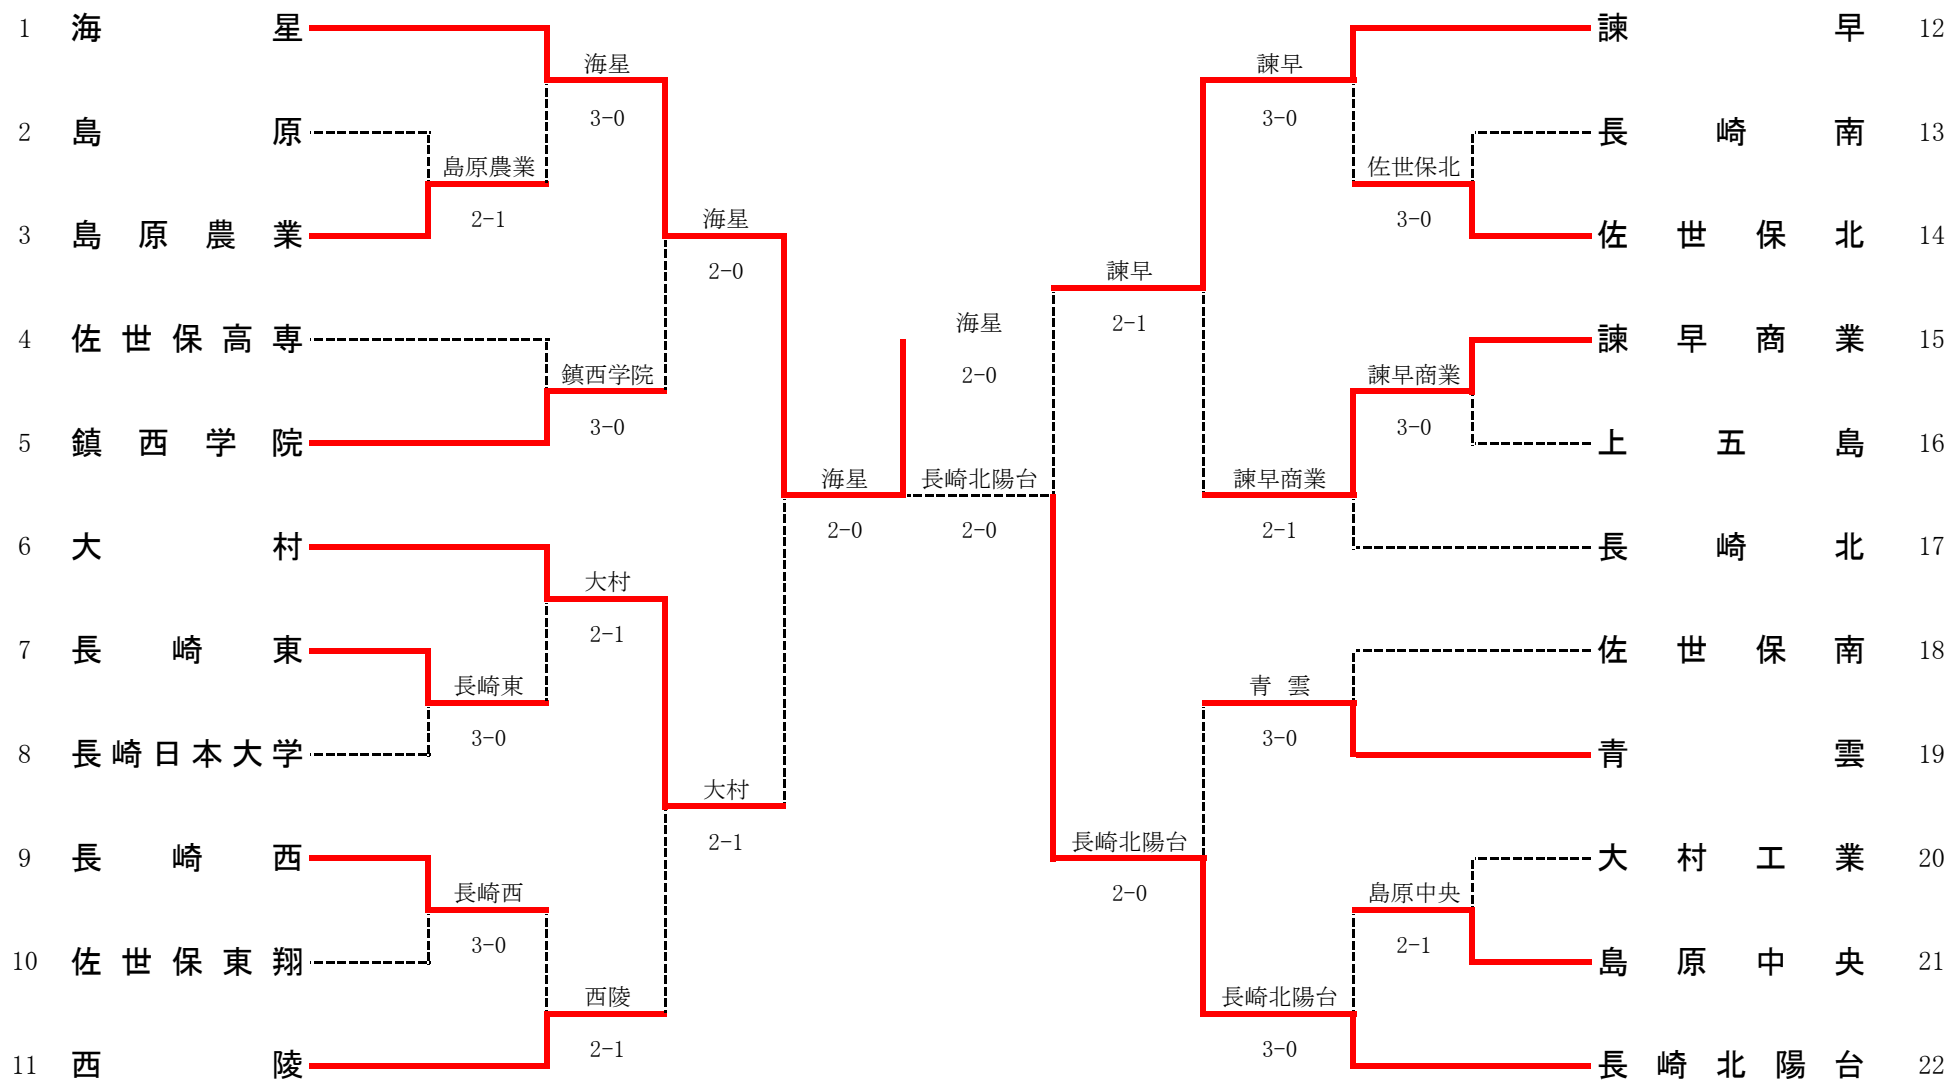 1 海星
2 島原
3 島原農業
4 佐世保高専
5 鎮西学院
6 大村
7 長崎東
8 長崎日本大学
9 長崎西
10 佐世保東翔
11 西陵
島原農業
2-1
長崎東
3-0
長崎西
3-0
海星
3-0
鎮西学院
3-0
大村
2-1
西陵
2-1
海星
2-0
大村
2-1
海星
2-0
海星
2-0
長崎北陽台
2-0
諫早
2-1
長崎北陽台
2-0
諫早
3-0
諫早商業
2-1
青雲
3-0
長崎北陽台
3-0
佐世保北
3-0
諫早商業
3-0
島原中央
2-1
諫早 12
長崎南 13
佐世保北 14
諫早商業 15
上五島 16
長崎北 17
佐世保南 18
青雲 19
大村工業 20
島原中央 21
長崎北陽台 22